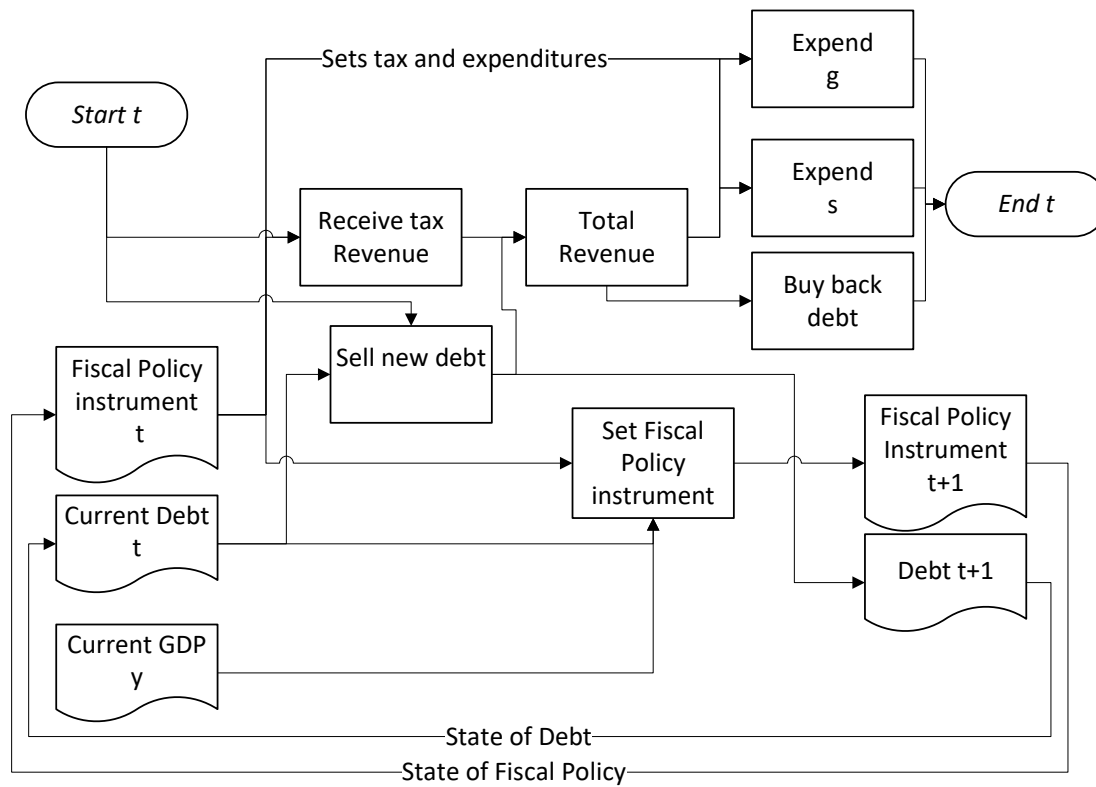 Expend
g
Sets tax and expenditures
Start t
Expend
s
Receive tax
Revenue
Total
Revenue
End t
Buy back
debt
Sell new debt
Fiscal Policy
instrument
t
Set Fiscal
Policy
instrument
Fiscal Policy
Instrument
t+1
Current Debt
t
Debt t+1
Current GDP
y
State of Debt
State of Fiscal Policy